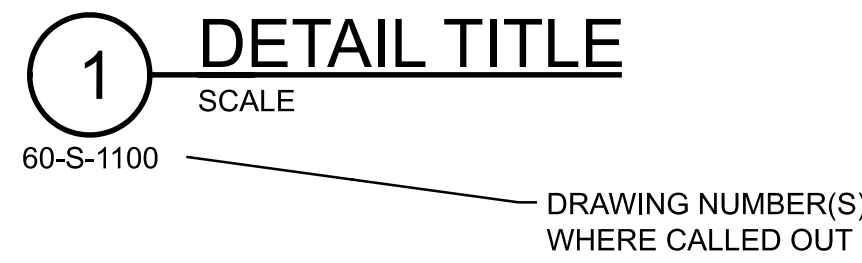 1
DETAIL TITLE
SCALE
60-S-1100
DRAWING NUMBER(S)
WHERE CALLED OUT